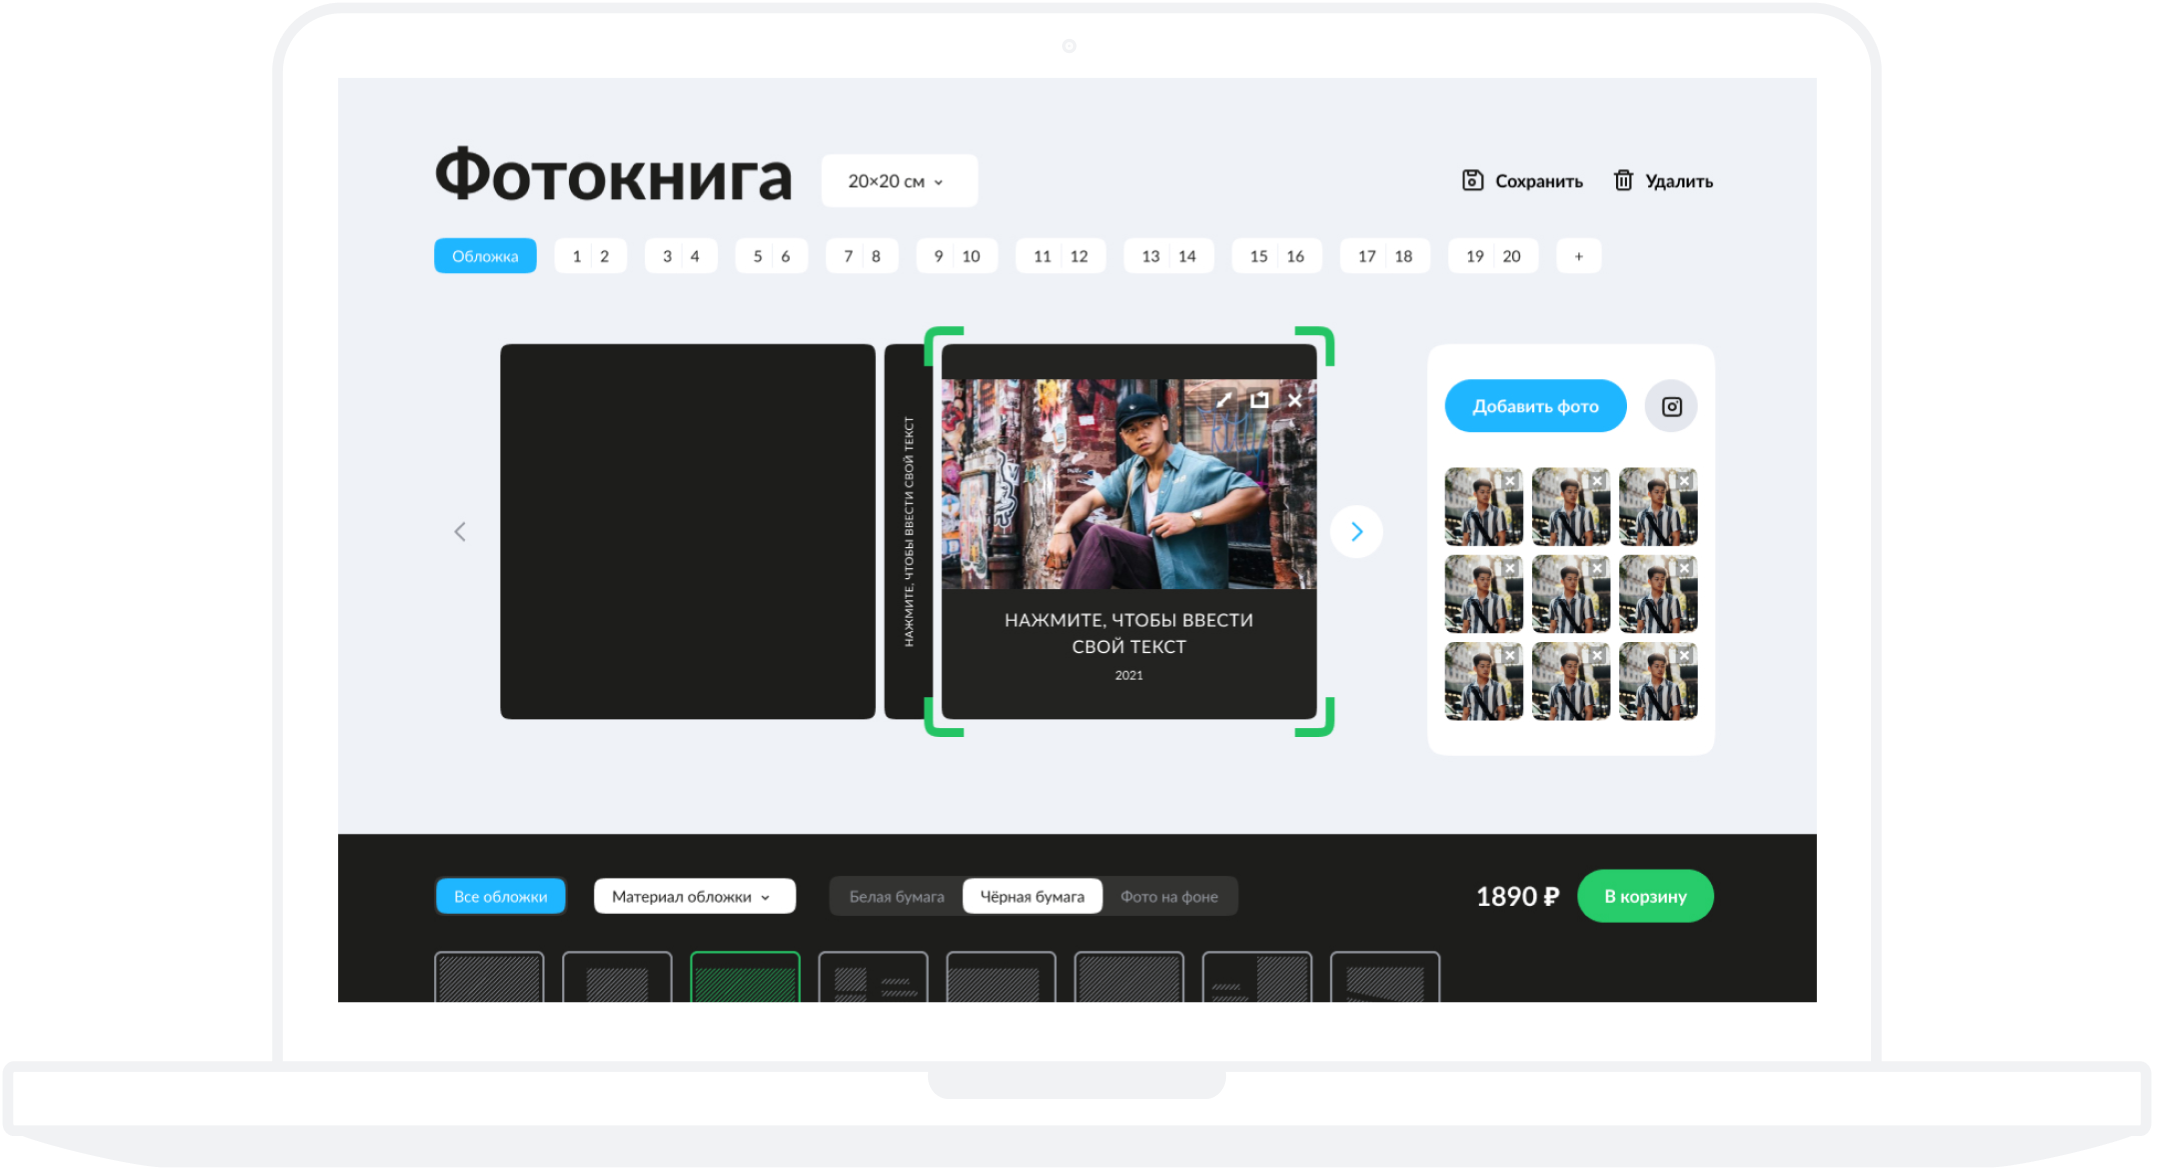 Фотокнига
20×20 см
Сохранить
Удалить
Обложка
1 2
3 4
5 6
7 8
9 10
11 12
13 14
15 16
17 18
19 20
+
НАЖМИТЕ, ЧТОБЫ ВВЕСТИ СВОЙ ТЕКСТ
НАЖМИТЕ, ЧТОБЫ ВВЕСТИ
СВОЙ ТЕКСТ
2021
Добавить фото
Все обложки
Материал обложки
Белая бумага
Чёрная бумага
Фото на фоне
1890 ₽
В корзину